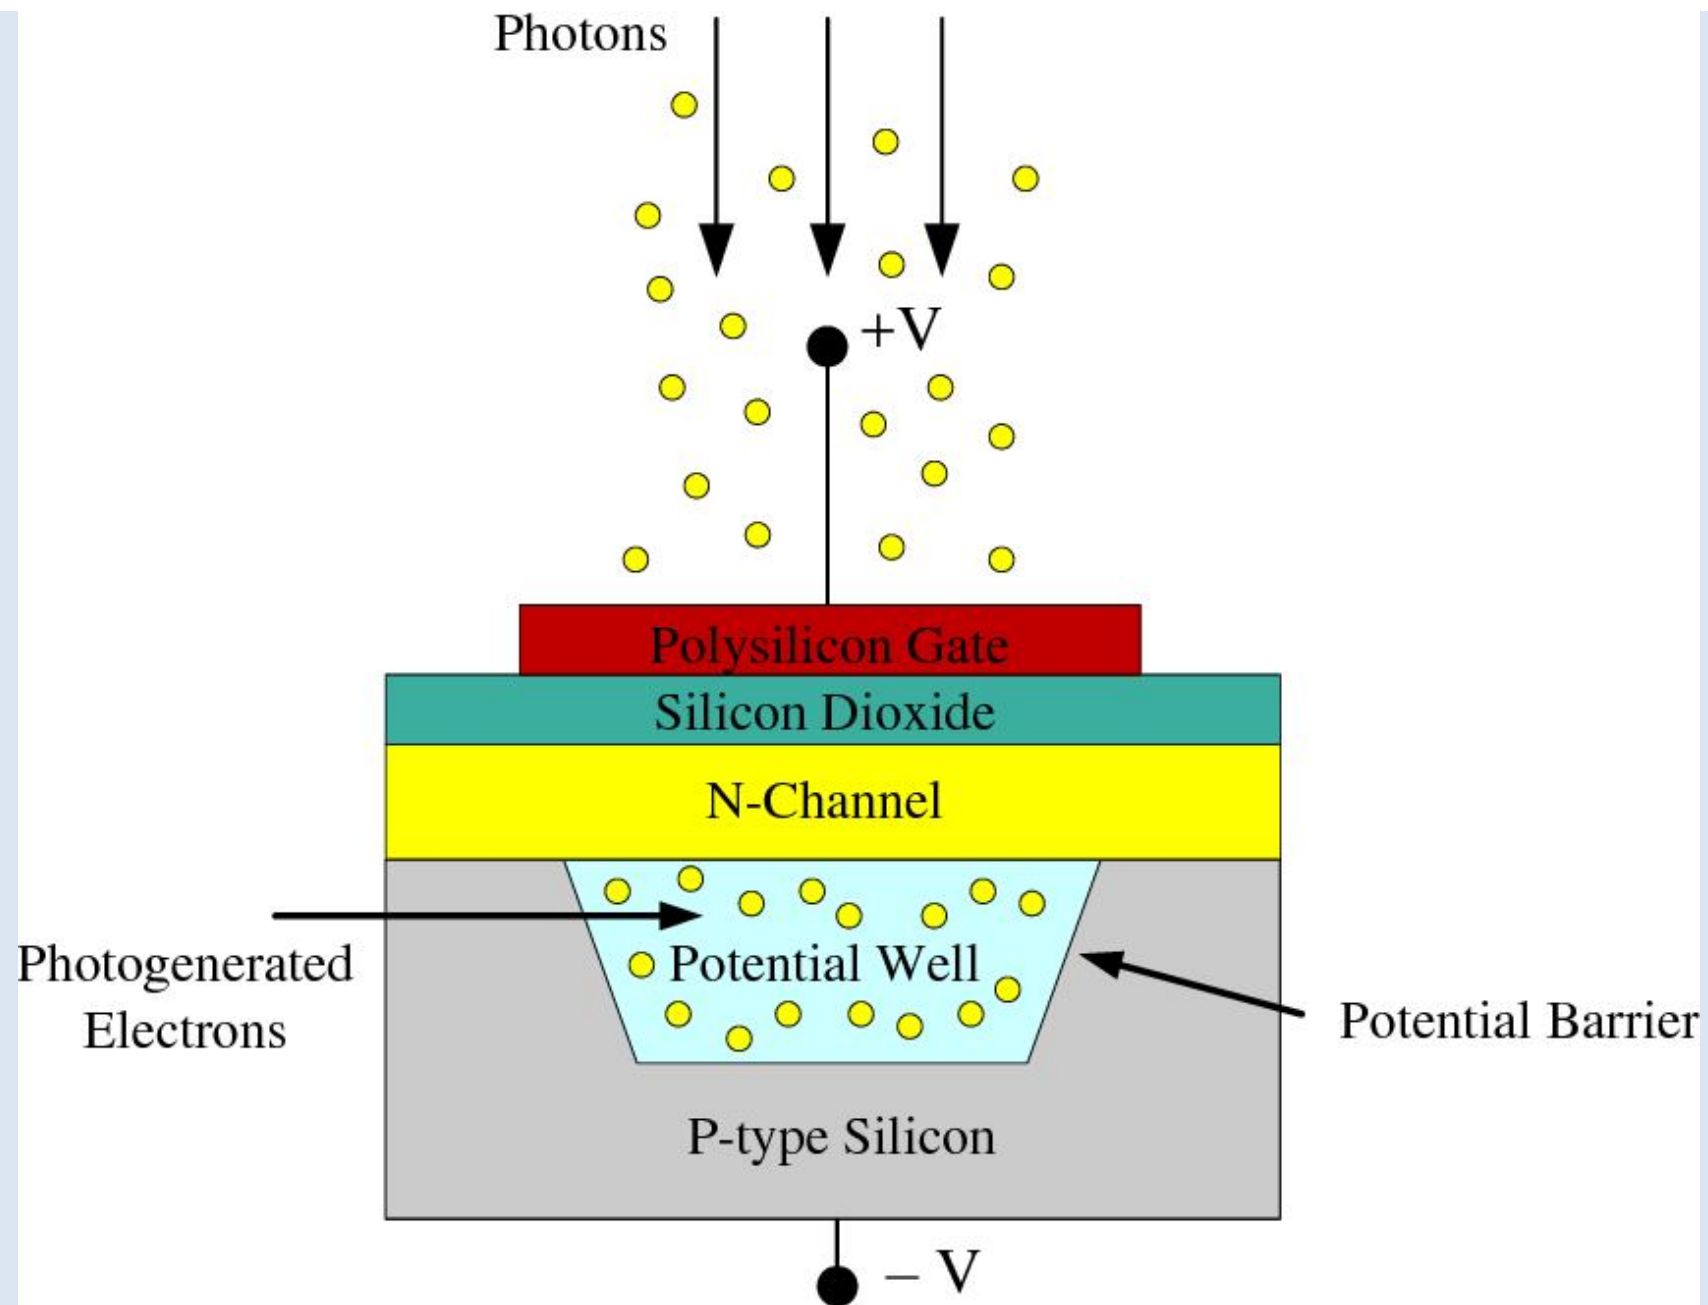 Photons
+V
Polysilicon Gate
Silicon Dioxide
N-Channel
Photogenerated
Electrons
Potential Well
Potential Barrier
P-type Silicon
– V